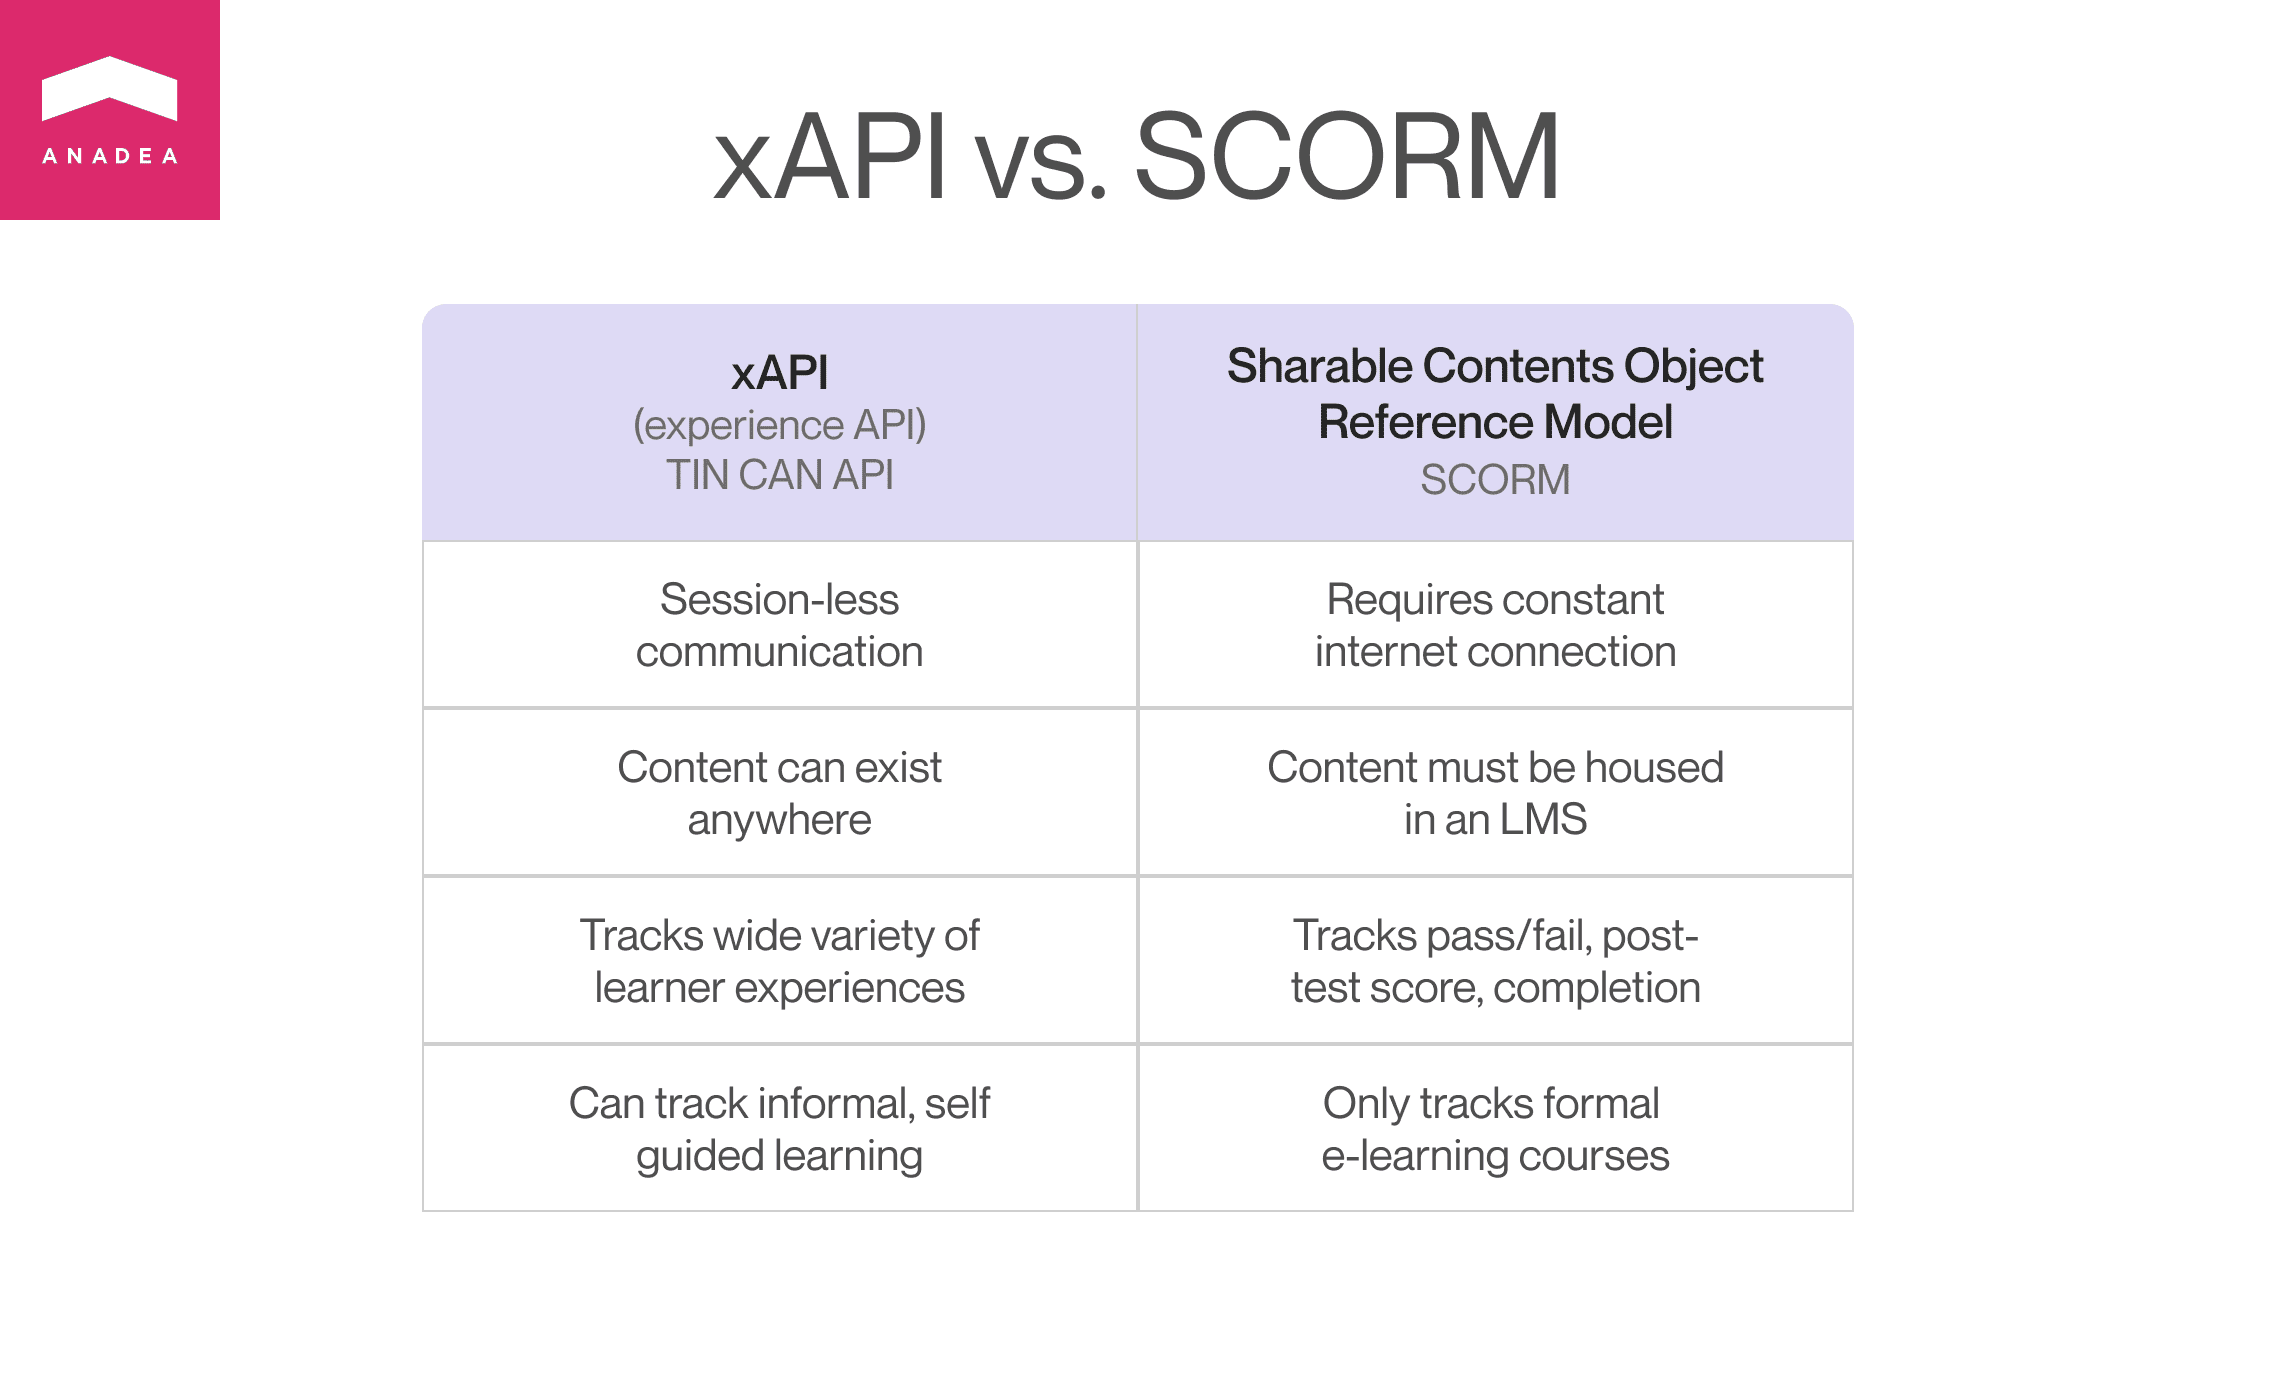 ANADEA
xAPI vs. SCORM
xAPI
(experience API)
TIN CAN API
Sharable Contents Object
Reference Model
SCORM
Session-less
communication
Requires constant
internet connection
Content can exist
anywhere
Content must be housed
in an LMS
Tracks wide variety of
learner experiences
Tracks pass/fail, post-
test score, completion
Can track informal, self
guided learning
Only tracks formal
e-learning courses